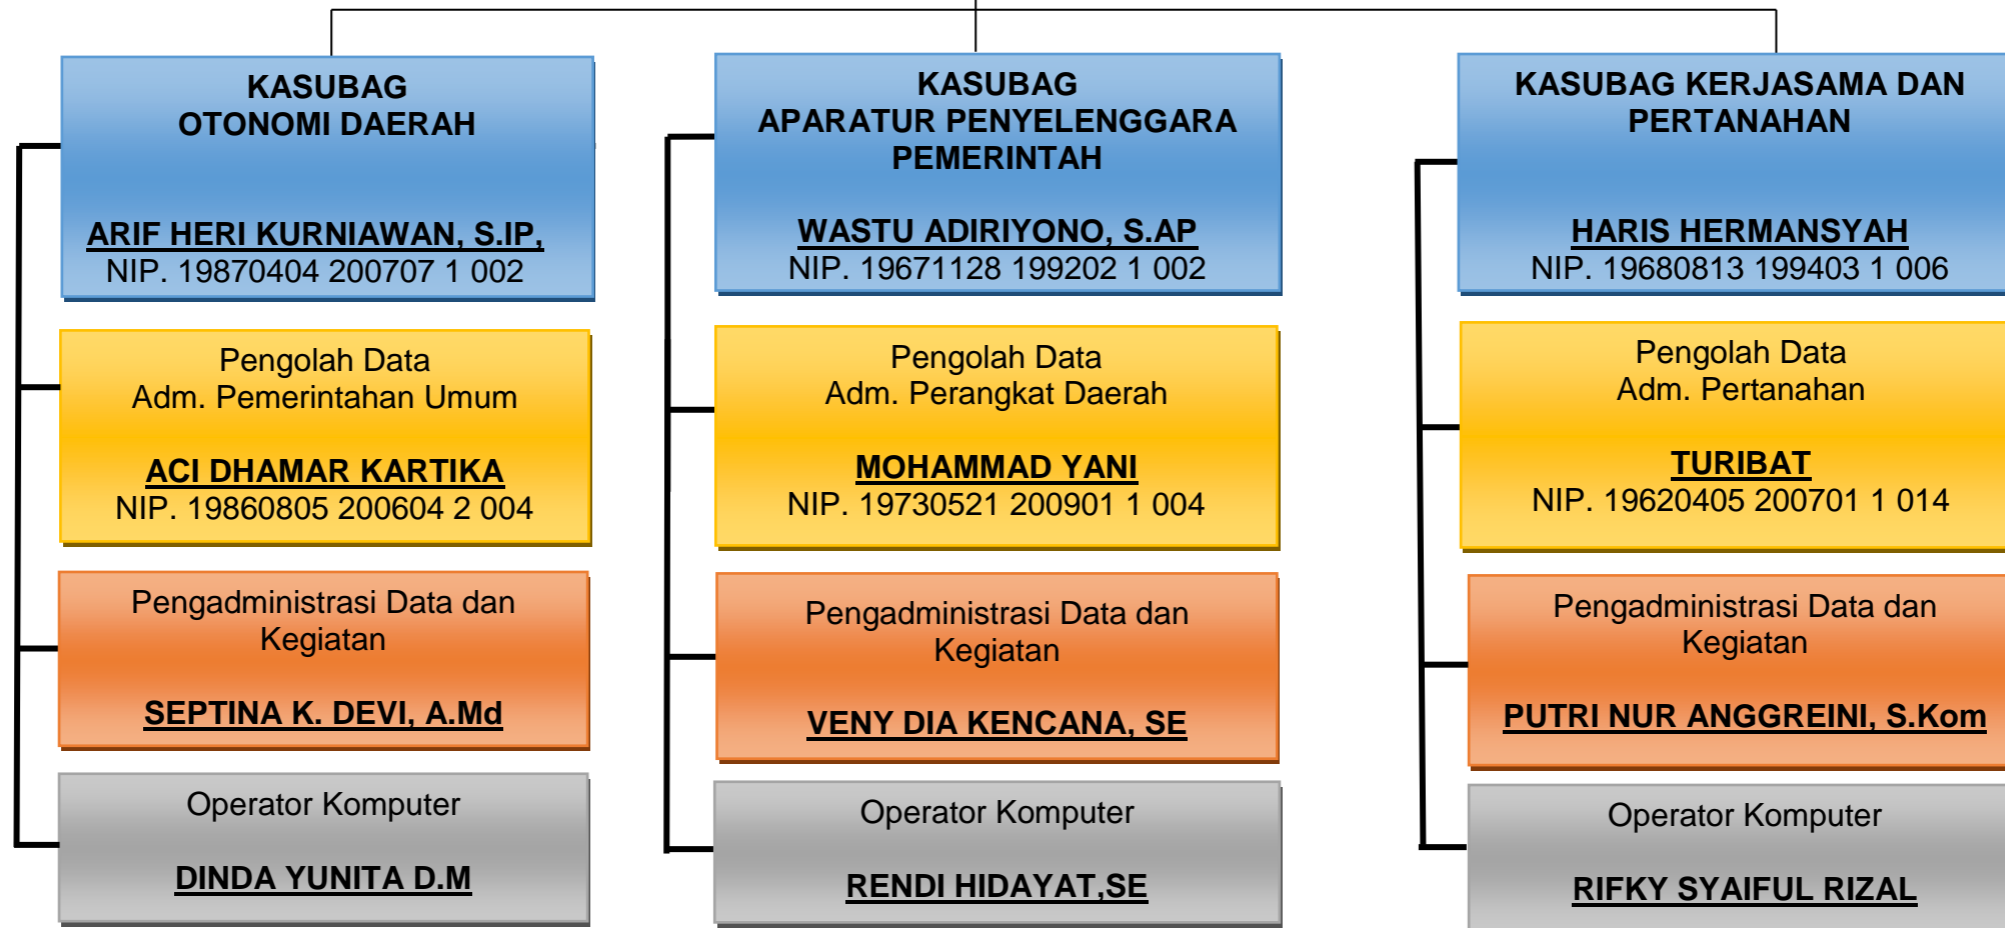 KASUBAG
OTONOMI DAERAH
ARIF HERI KURNIAWAN, S.IP,
NIP. 19870404 200707 1 002
Pengolah Data
Adm. Pemerintahan Umum
ACI DHAMAR KARTIKA
NIP. 19860805 200604 2 004
Pengadministrasi Data dan
Kegiatan
SEPTINA K. DEVI, A.Md
Operator Komputer
DINDA YUNITA D.M
KASUBAG
APARATUR PENYELENGGARA
PEMERINTAH
WASTU ADIRIYONO, S.AP
NIP. 19671128 199202 1 002
Pengolah Data
Adm. Perangkat Daerah
MOHAMMAD YANI
NIP. 19730521 200901 1 004
Pengadministrasi Data dan
Kegiatan
VENY DIA KENCANA, SE
Operator Komputer
RENDI HIDAYAT,SE
KASUBAG KERJASAMA DAN
PERTANAHAN
HARIS HERMANSYAH
NIP. 19680813 199403 1 006
Pengolah Data
Adm. Pertanahan
TURIBAT
NIP. 19620405 200701 1 014
Pengadministrasi Data dan
Kegiatan
PUTRI NUR ANGGREINI, S.Kom
Operator Komputer
RIFKY SYAIFUL RIZAL